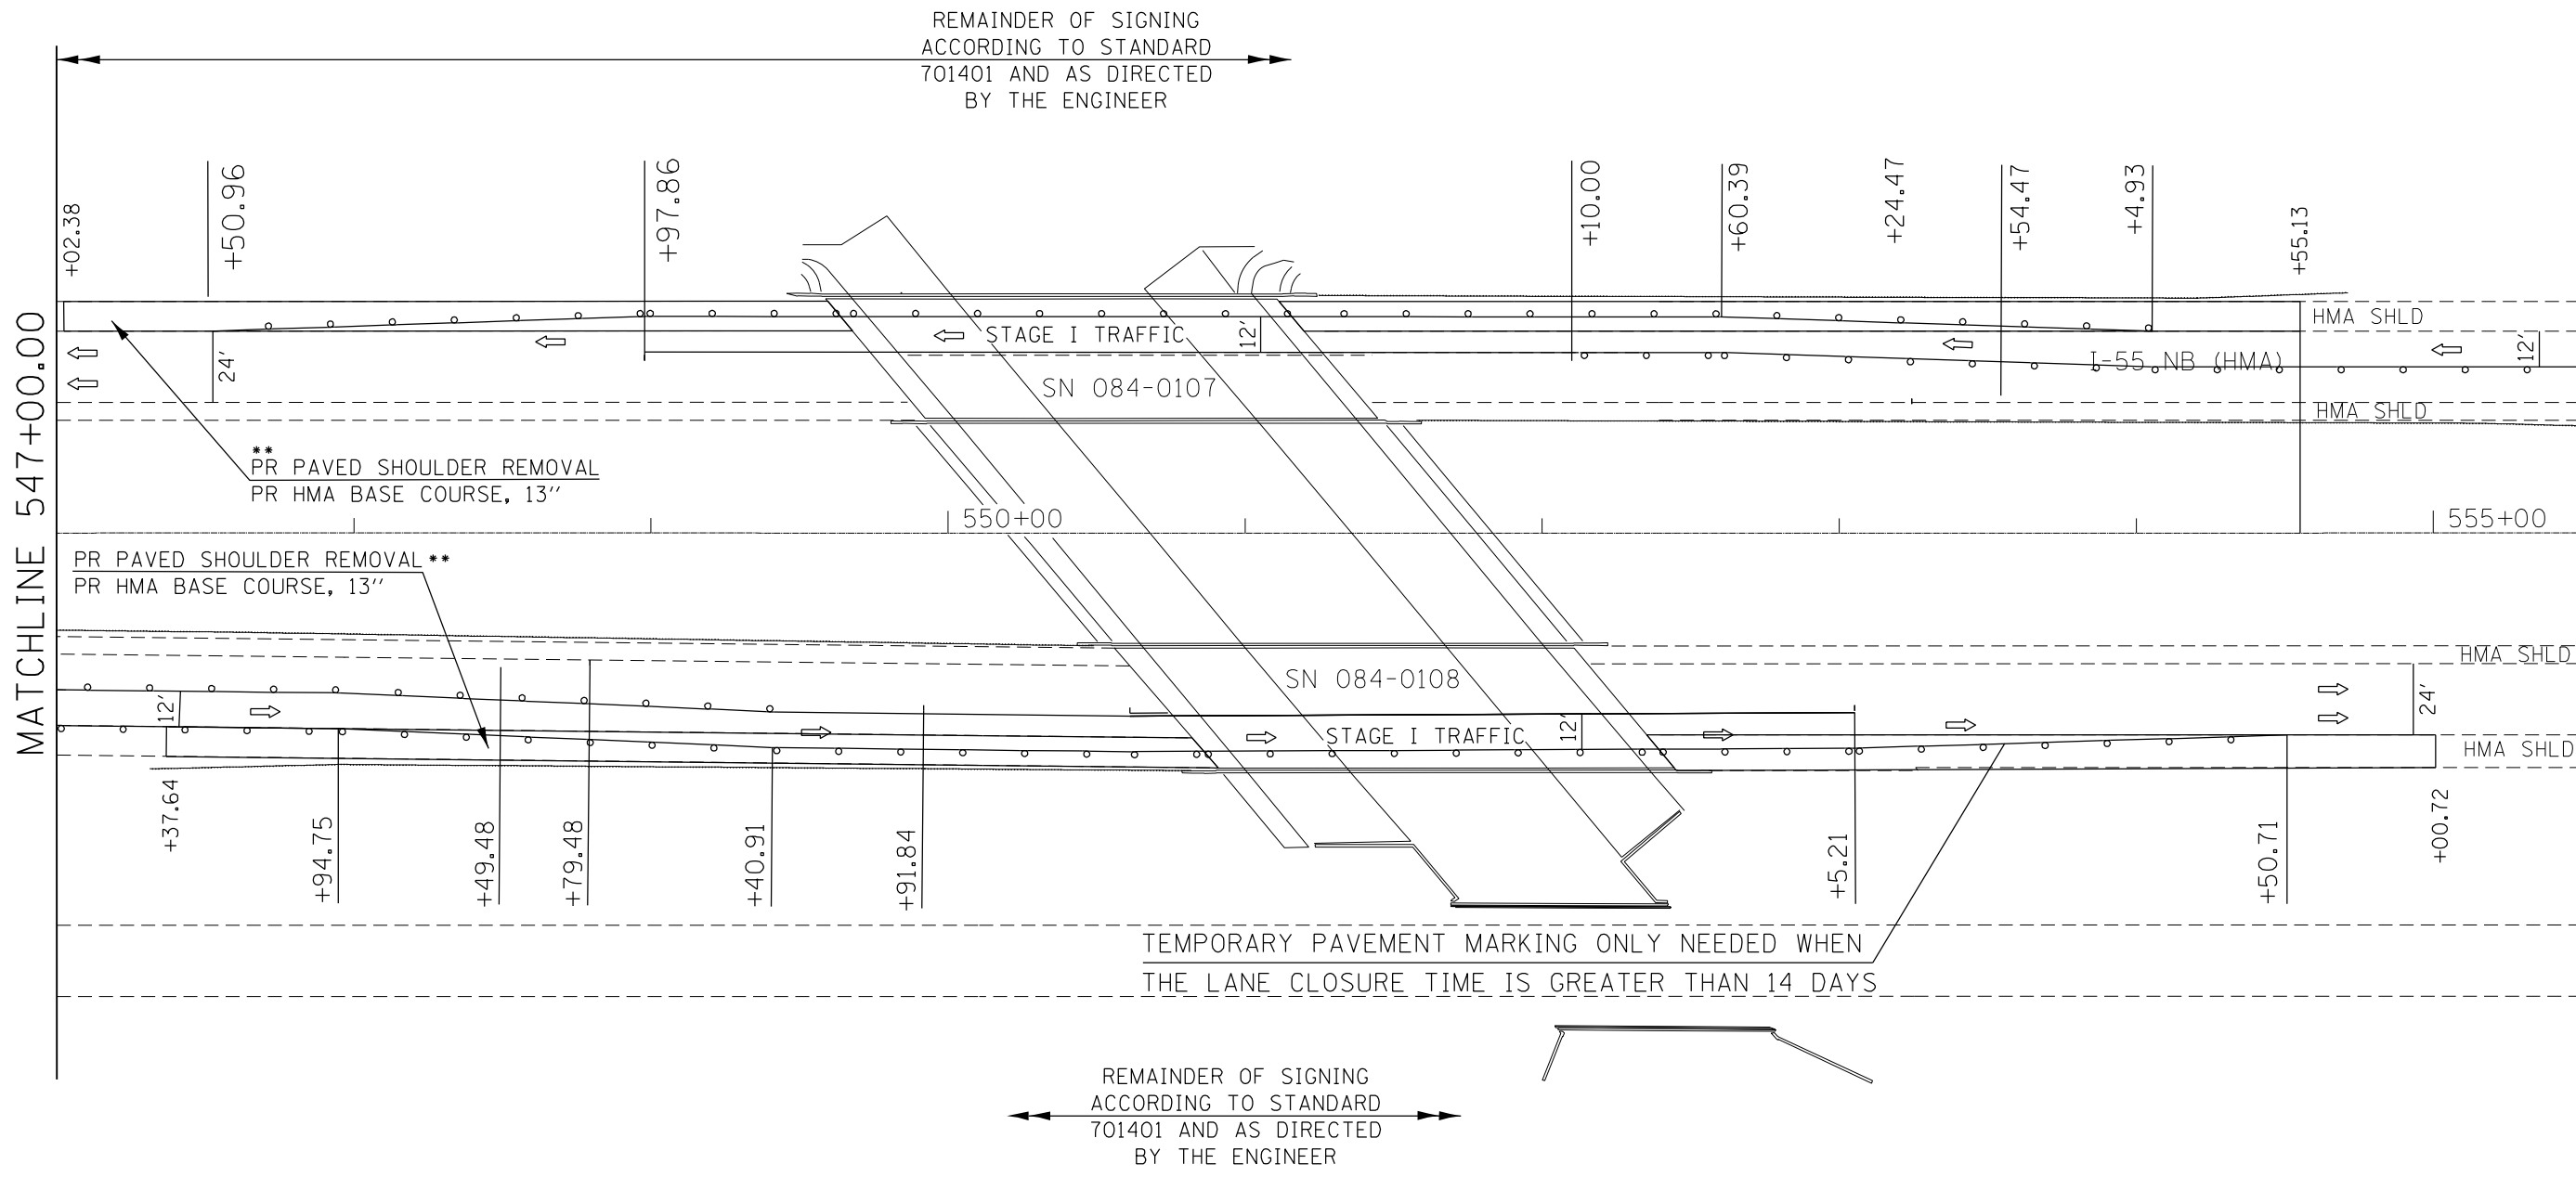 REMAINDER OF SIGNING
ACCORDING TO STANDARD
701401 AND AS DIRECTED
BY THE ENGINEER
+02.38
+50.96
+97.86
+10.00
+60.39
+24.47
+54.47
+4.93
+55.13
MATCHLINE 547+00.00
HMA SHLD
STAGE I TRAFFIC
12'
24'
I-55 NB (HMA)
12'
SN 084-0107
HMA SHLD
**
PR PAVED SHOULDER REMOVAL
PR HMA BASE COURSE, 13''
550+00
555+00
PR PAVED SHOULDER REMOVAL**
PR HMA BASE COURSE, 13''
HMA SHLD
SN 084-0108
12'
24'
12'
STAGE I TRAFFIC
HMA SHLD
+37.64
+94.75
+49.48
+79.48
+40.91
+91.84
+5.21
+50.71
+00.72
TEMPORARY PAVEMENT MARKING ONLY NEEDED WHEN
THE LANE CLOSURE TIME IS GREATER THAN 14 DAYS
REMAINDER OF SIGNING
ACCORDING TO STANDARD
701401 AND AS DIRECTED
BY THE ENGINEER